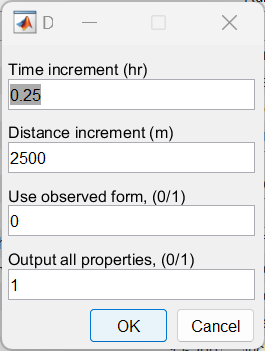 D
Time increment (hr)
0.25
Distance increment (m)
2500
Use observed form, (0/1)
0
Output all properties, (0/1)
1
OK Cancel